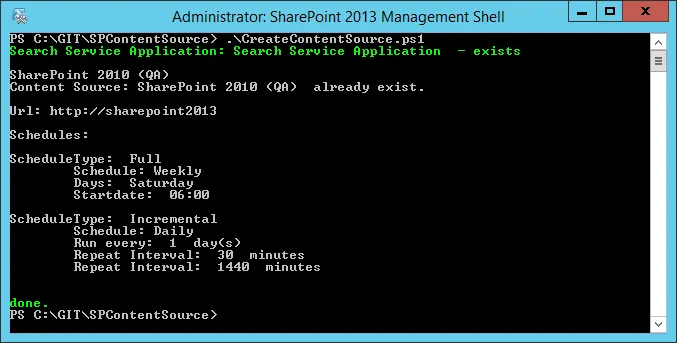 Administrator: SharePoint 2013 Management Shell
PS C:\GIT\SPContentSource> .\CreateContentSource.ps1
Search Service Application: Search Service Application  - exists
SharePoint 2010 (QA)
Content Source: SharePoint 2010 (QA)  already exist.
Url: http://sharepoint2013
Schedules:
ScheduleType:  Full
Schedule: Weekly
Days:  Saturday
Startdate:  06:00
ScheduleType:  Incremental
Schedule: Daily
Run every:  1  day(s)
Repeat Interval:  30  minutes
Repeat Interval:  1440  minutes
done.
PS C:\GIT\SPContentSource>